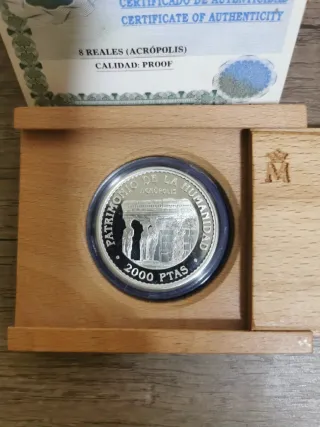 CERTIFICADO DE AUTENTICIDAD
CERTIFICATE OF AUTHENTICITY
8 REALES (ACRÓPOLIS)
CALIDAD: PROOF
PATRIMONIO DE LA HUMANIDAD
ACROPOLIS
2000 PTAS
M